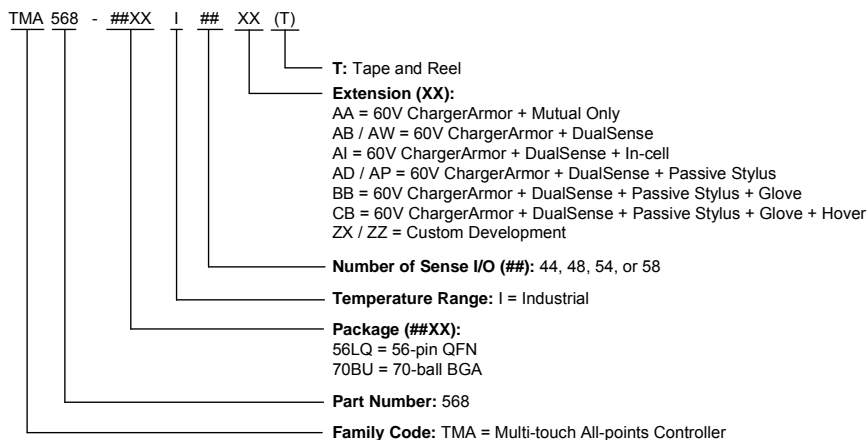 TMA 568 - ##XX I ## XX (T)
T: Tape and Reel
Extension (XX):
AA = 60V ChargerArmor + Mutual Only
AB / AW = 60V ChargerArmor + DualSense
AI = 60V ChargerArmor + DualSense + In-cell
AD / AP = 60V ChargerArmor + DualSense + Passive Stylus
BB = 60V ChargerArmor + DualSense + Passive Stylus + Glove
CB = 60V ChargerArmor + DualSense + Passive Stylus + Glove + Hover
ZX / ZZ = Custom Development
Number of Sense I/O (##): 44, 48, 54, or 58
Temperature Range: I = Industrial
Package (##XX):
56LQ = 56-pin QFN
70BU = 70-ball BGA
Part Number: 568
Family Code: TMA = Multi-touch All-points Controller